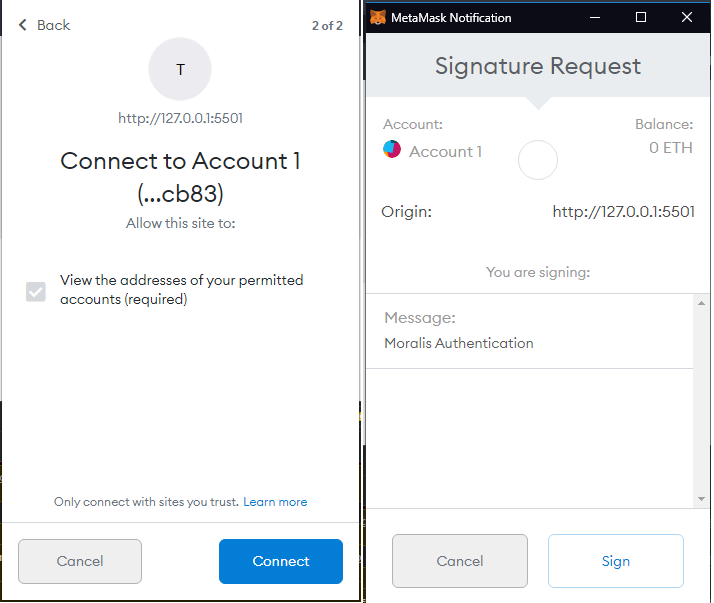 Back
2 of 2
T
http://127.0.0.1:5501
Connect to Account 1
(...cb83)
Allow this site to:
View the addresses of your permitted
accounts (required)
Only connect with sites you trust. Learn more
Cancel
Connect
MetaMask Notification
Signature Request
Account:
Balance:
Account 1
0 ETH
Origin:
http://127.0.0.1:5501
You are signing:
Message:
Moralis Authentication
Cancel
Sign